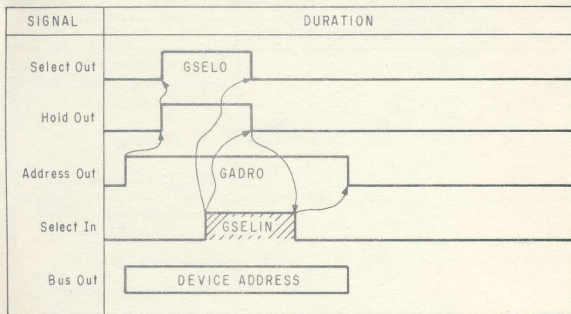 SIGNAL DURATION
Select Out GSELO
Hold Out
Address Out GADRO
Select In GSELIN
Bus Out DEVICE ADDRESS